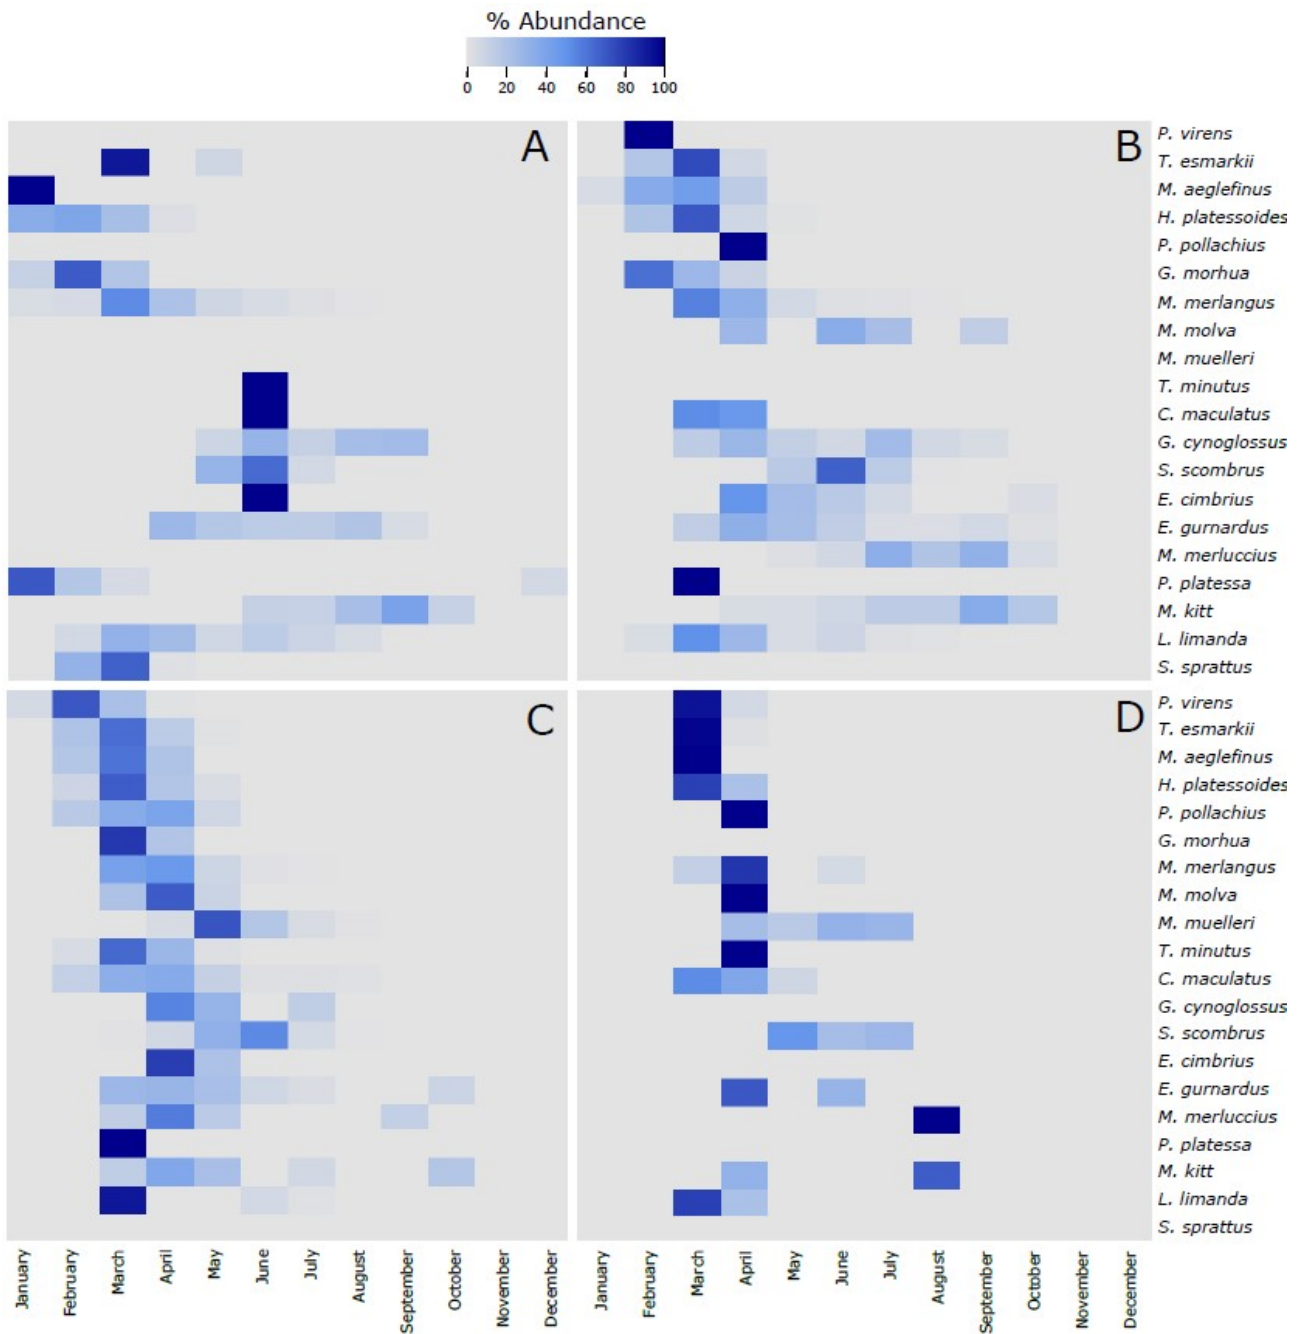 % Abundance
0 20 40 60 80 100
A
B
P. virens
T. esmarkii
M. aeglefinus
H. platessoides
P. pollachius
G. morhua
M. merlangus
M. molva
M. muelleri
T. minutus
C. maculatus
G. cynoglossus
S. scombrus
E. cimbrius
E. gurnardus
M. merluccius
P. platessa
M. kitt
L. limanda
S. sprattus
C
D
P. virens
T. esmarkii
M. aeglefinus
H. platessoides
P. pollachius
G. morhua
M. merlangus
M. molva
M. muelleri
T. minutus
C. maculatus
G. cynoglossus
S. scombrus
E. cimbrius
E. gurnardus
M. merluccius
P. platessa
M. kitt
L. limanda
S. sprattus
January
February
March
April
May
June
July
August
September
October
November
December
January
February
March
April
May
June
July
August
September
October
November
December